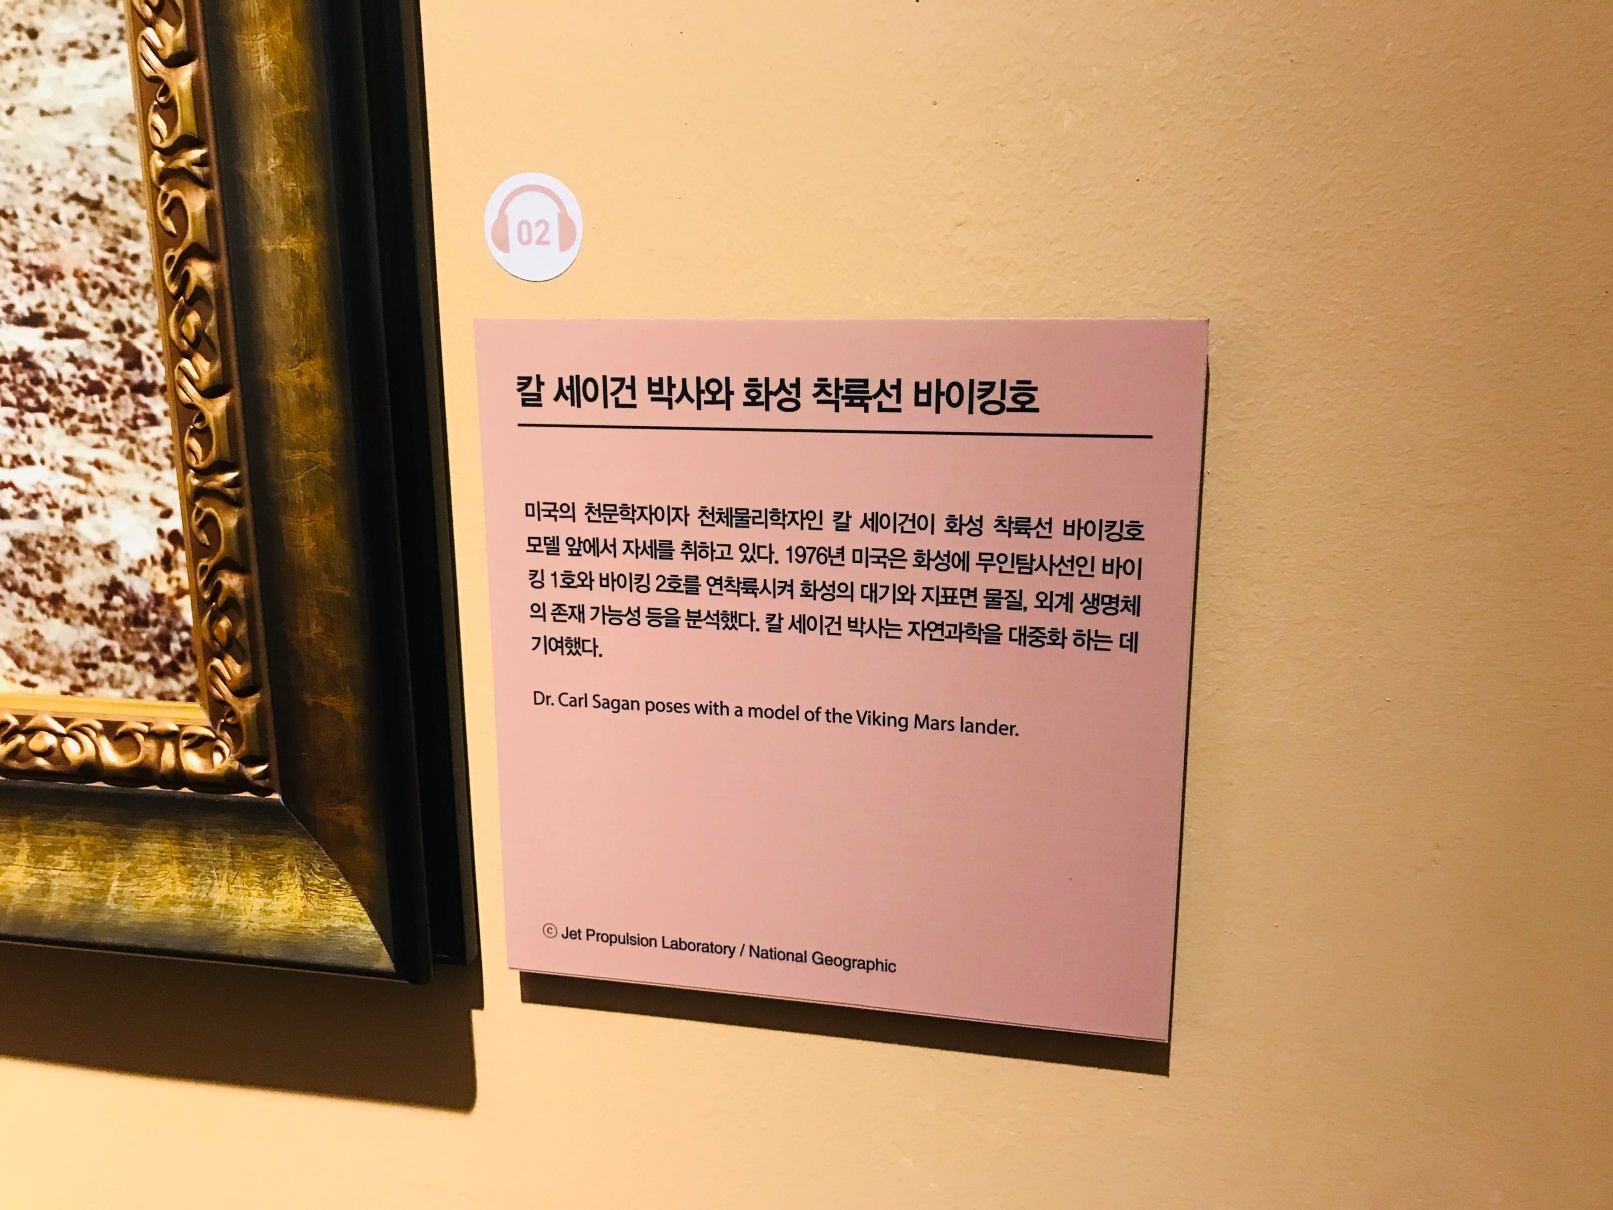 02
칼 세이건 박사와 화성 착륙선 바이킹호
미국의 천문학자이자 천체물리학자인 칼 세이건이 화성 착륙선 바이킹호
모델 앞에서 자세를 취하고 있다. 1976년 미국은 화성에 무인탐사선인 바이
킹 1호와 바이킹 2호를 연착륙시켜 화성의 대기와 지표면 물질, 외계 생명체
의 존재 가능성 등을 분석했다. 칼 세이건 박사는 자연과학을 대중화 하는 데
기여했다.
Dr. Carl Sagan poses with a model of the Viking Mars lander.
ⓒ Jet Propulsion Laboratory / National Geographic